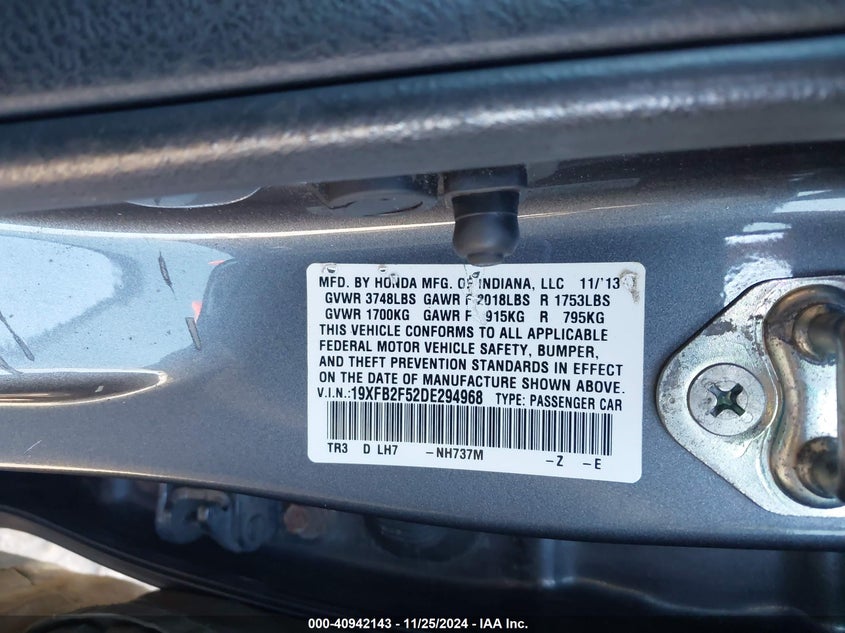 MFD. BY HONDA MFG. OF INDIANA, LLC 11/'13
GVWR 3748LBS GAWR F 2018LBS R 1753LBS
GVWR 1700KG GAWR F 915KG R 795KG
THIS VEHICLE CONFORMS TO ALL APPLICABLE
FEDERAL MOTOR VEHICLE SAFETY, BUMPER,
AND THEFT PREVENTION STANDARDS IN EFFECT
ON THE DATE OF MANUFACTURE SHOWN ABOVE.
V.I.N.:19XFB2F52DE294968 TYPE: PASSENGER CAR
TR3 D LH7 -NH737M -Z -E
000-40942143 - 11/25/2024 - IAA Inc.